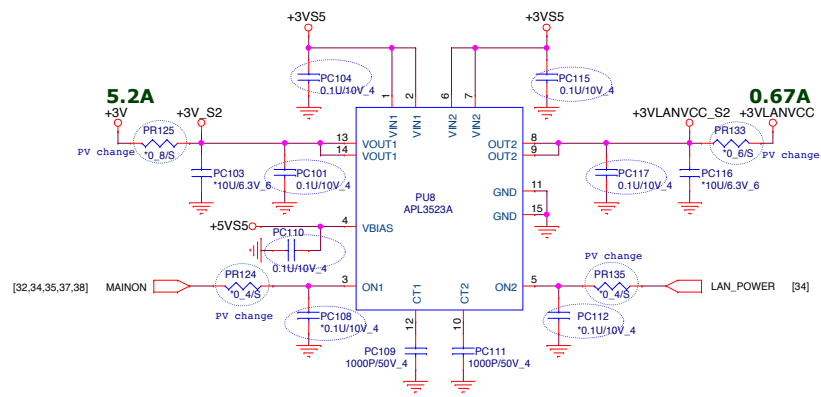 +3VS5
+3VS5
PC104
0.1U/10V_4
PC115
0.1U/10V_4
1
2
6
7
5.2A
+3V
+3V_S2
PR125
*0_8/S
PV change
VIN1
VIN1
VIN2
VIN2
+3VLANVCC_S2
0.67A
+3VLANVCC
PR133
*0_6/S
PV change
13
14
VOUT1
VOUT1
OUT2
OUT2
8
9
PC103
*10U/6.3V_6
PC101
0.1U/10V_4
PC117
0.1U/10V_4
PC116
*10U/6.3V_6
PU8
APL3523A
GND
11
GND
15
+5VS5
4
VBIAS
PC110
0.1U/10V_4
[32,34,35,37,38]
MAINON
PR124
*0_4/S
PV change
3
ON1
CT1
CT2
ON2
5
PV change
PR135
*0_4/S
LAN_POWER
[34]
PC108
*0.1U/10V_4
PC112
*0.1U/10V_4
12
10
PC109
1000P/50V_4
PC111
1000P/50V_4